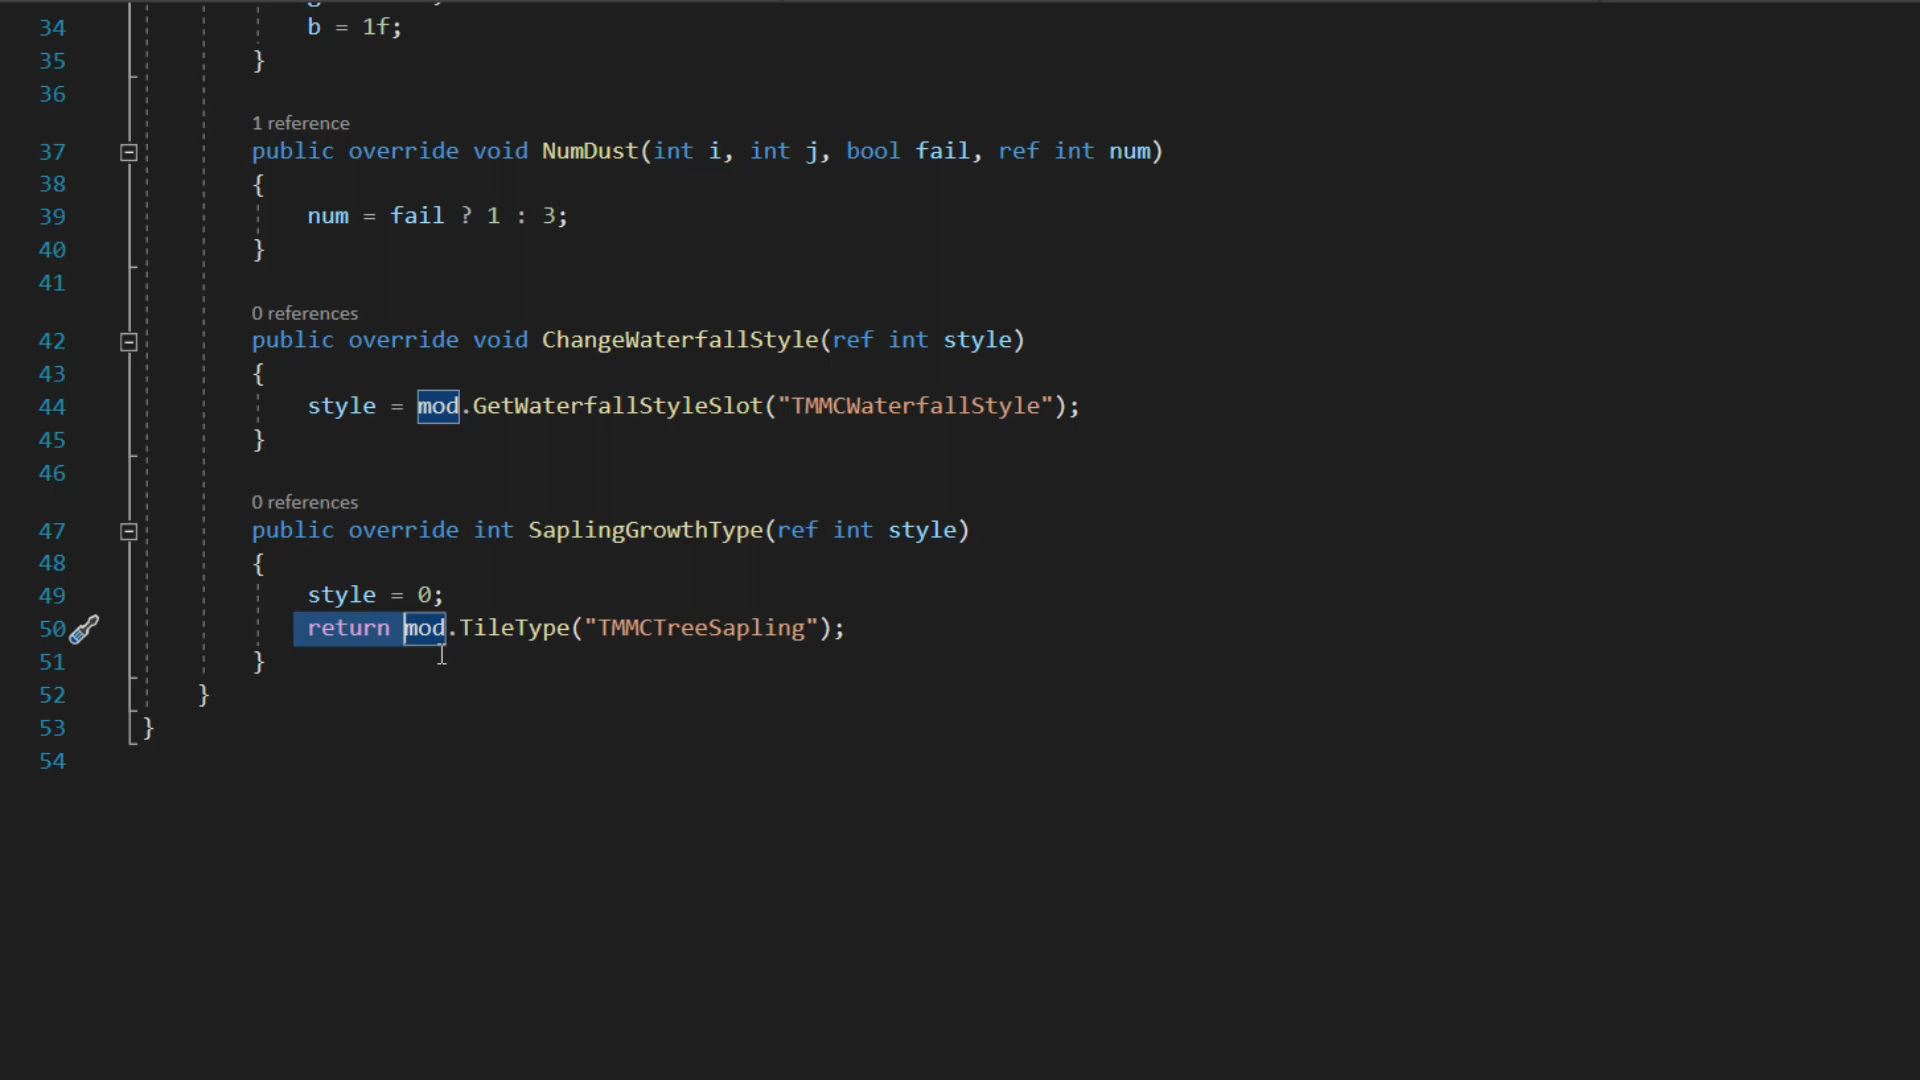 34 b = 1f;
35 }
36
1 reference
37 public override void NumDust(int i, int j, bool fail, ref int num)
38 {
39 num = fail ? 1 : 3;
40 }
41
0 references
42 public override void ChangeWaterfallStyle(ref int style)
43 {
44 style = mod.GetWaterfallStyleSlot("TMMCWaterfallStyle");
45 }
46
0 references
47 public override int SaplingGrowthType(ref int style)
48 {
49 style = 0;
50 return mod.TileType("TMMCTreeSapling");
51 }
52 }
53 }
54